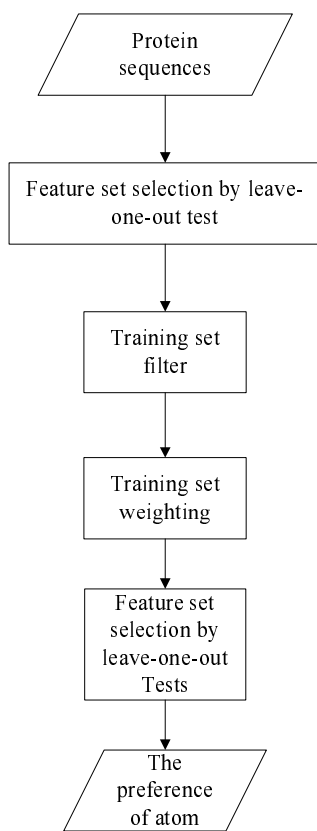 Protein
sequences
Feature set selection by leave-
one-out test
Training set
filter
Training set
weighting
Feature set
selection by
leave-one-out
Tests
The
preference
of atom